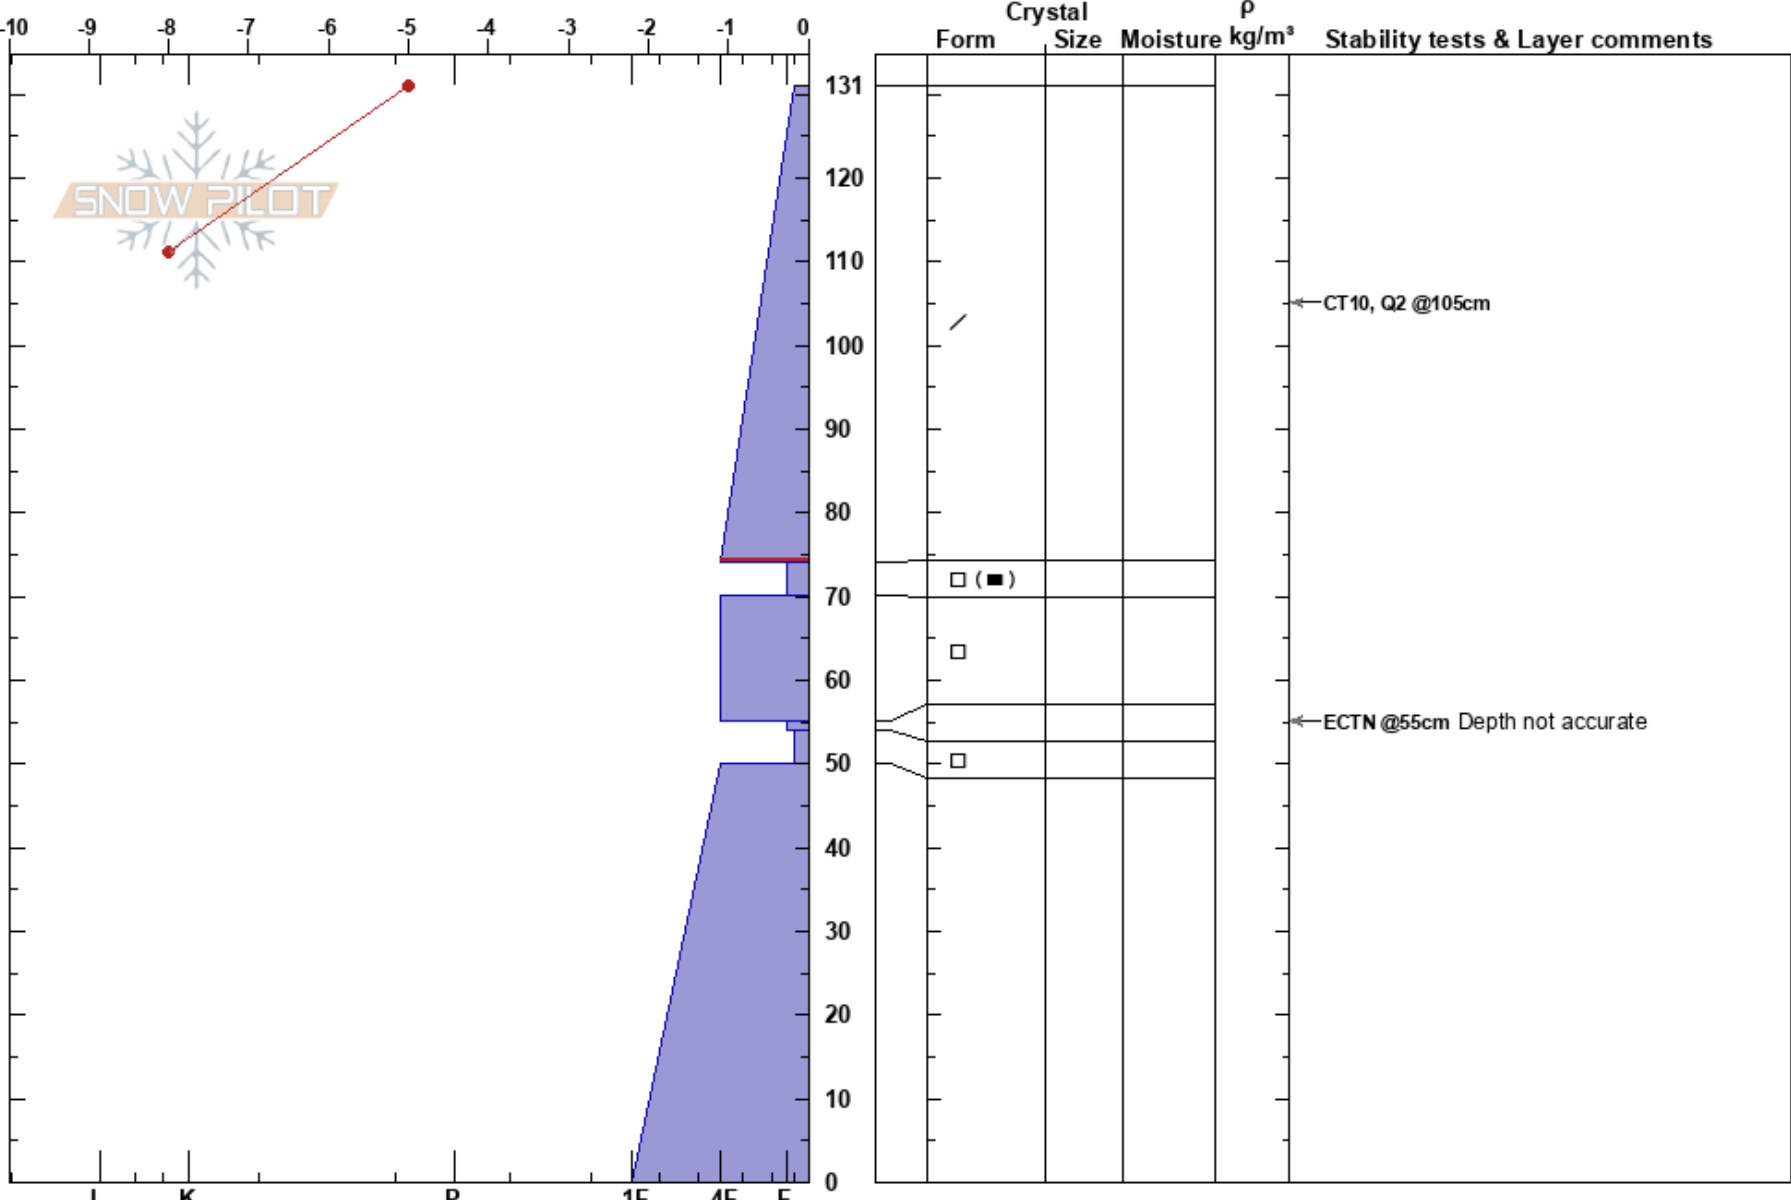 Crystal ρ
-10 -9 -8 -7 -6 -5 -4 -3 -2 -1 0 Form Size Moisture kg/m³ Stability tests & Layer comments
131
SNOW PILOT
120
110
CT10, Q2 @105cm
100
90
80
70
60
ECTN @55cm Depth not accurate
50
40
30
20
10
0
I K P 1F 4F F